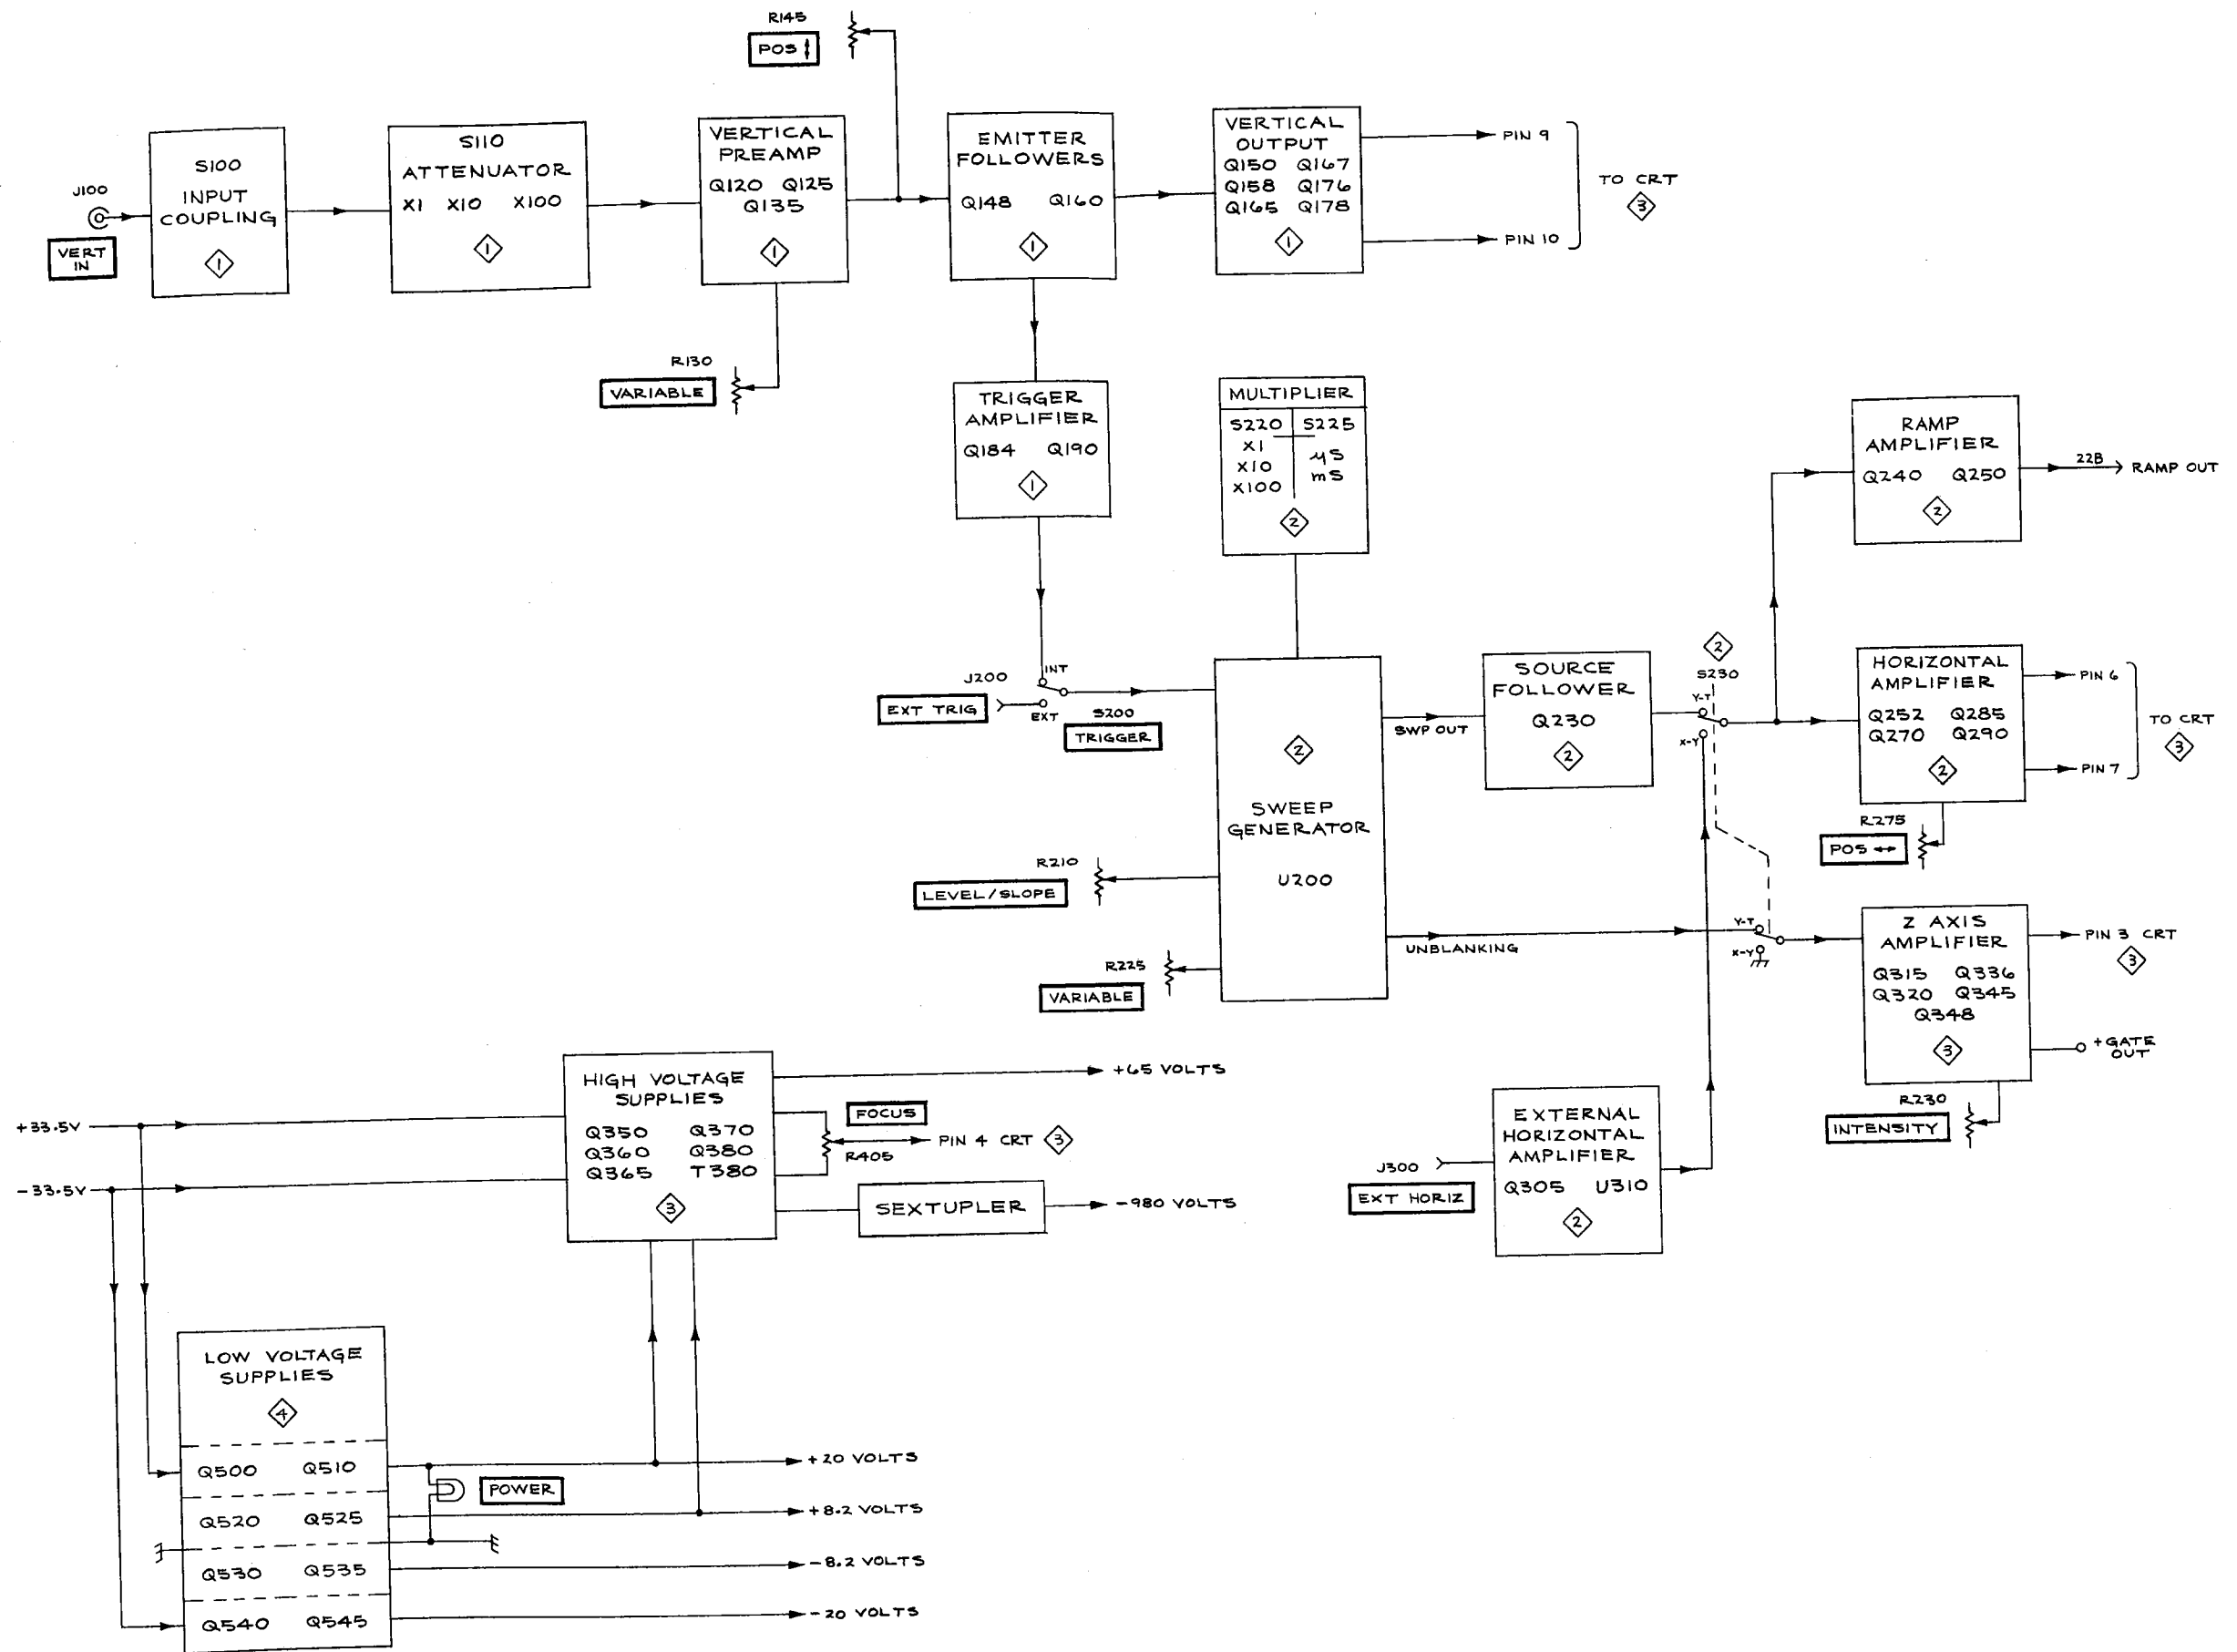 R145
POS ↕
J100
VERT
IN
S100
INPUT
COUPLING
1
S110
ATTENUATOR
X1 X10 X100
1
VERTICAL
PREAMP
Q120 Q125
Q135
1
EMITTER
FOLLOWERS
Q148 Q160
1
VERTICAL
OUTPUT
Q150 Q167
Q158 Q176
Q165 Q178
1
PIN 9
PIN 10
TO CRT
3
R130
VARIABLE
TRIGGER
AMPLIFIER
Q184 Q190
1
MULTIPLIER
S220 S225
X1
X10
X100
μS
mS
2
RAMP
AMPLIFIER
Q240 Q250
2
22B
RAMP OUT
J200
EXT TRIG
INT
EXT
S200
TRIGGER
2
SWEEP
GENERATOR
U200
SWP OUT
SOURCE
FOLLOWER
Q230
2
2
S230
Y-T
X-Y
HORIZONTAL
AMPLIFIER
Q252 Q285
Q270 Q290
2
PIN 6
PIN 7
TO CRT
3
R275
POS ↔
R210
LEVEL/SLOPE
R225
VARIABLE
UNBLANKING
Y-T
X-Y
Z AXIS
AMPLIFIER
Q315 Q336
Q320 Q345
Q348
3
PIN 3 CRT
3
+GATE
OUT
R230
INTENSITY
EXTERNAL
HORIZONTAL
AMPLIFIER
Q305 U310
2
J300
EXT HORIZ
+33.5V
-33.5V
HIGH VOLTAGE
SUPPLIES
Q350 Q370
Q360 Q380
Q365 T380
3
+65 VOLTS
FOCUS
PIN 4 CRT 3
R405
SEXTUPLER
-980 VOLTS
LOW VOLTAGE
SUPPLIES
4
Q500 Q510
+20 VOLTS
POWER
Q520 Q525
+8.2 VOLTS
Q530 Q535
-8.2 VOLTS
Q540 Q545
-20 VOLTS